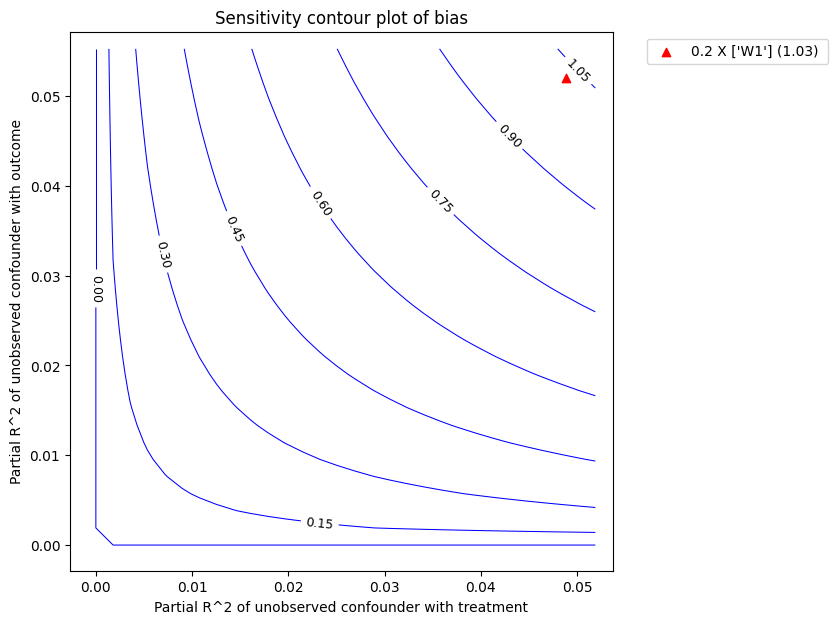 Sensitivity contour plot of bias
0.2 X ['W1'] (1.03)
1.05
0.90
0.75
0.60
0.45
0.30
0.15
0.00
0.05
0.04
0.03
0.02
0.01
0.00
Partial R^2 of unobserved confounder with outcome
0.00 0.01 0.02 0.03 0.04 0.05
Partial R^2 of unobserved confounder with treatment